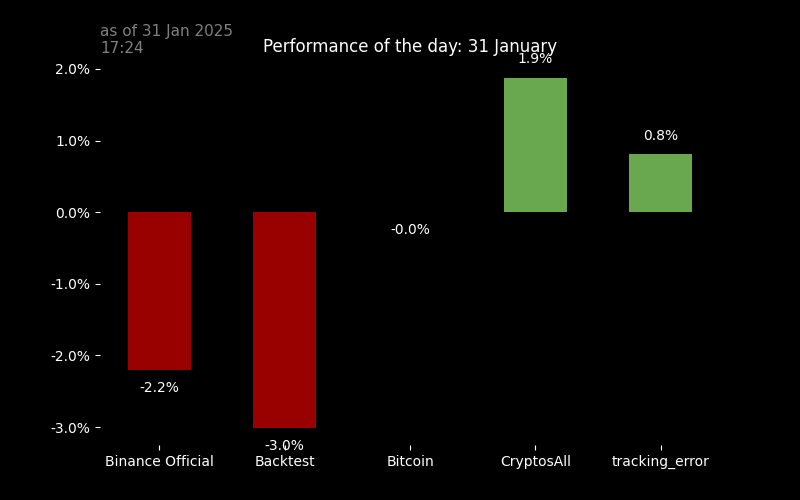 as of 31 Jan 2025
17:24
Performance of the day: 31 January
2.0%
1.0%
0.0%
-1.0%
-2.0%
-3.0%
-2.2%
-3.0%
-0.0%
1.9%
0.8%
Binance Official
Backtest
Bitcoin
CryptosAll
tracking_error